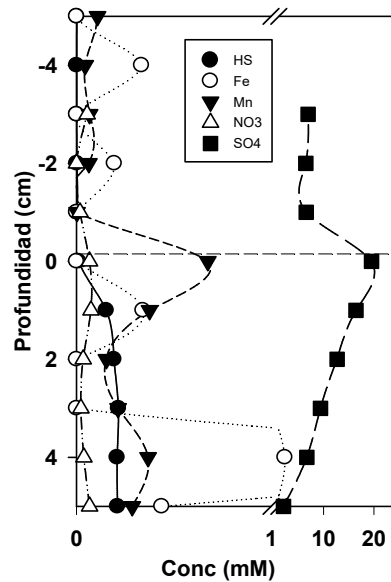 -4
-2
0
2
4
Profundidad (cm)
HS
Fe
Mn
NO3
SO4
0
1
10
20
Conc (mM)